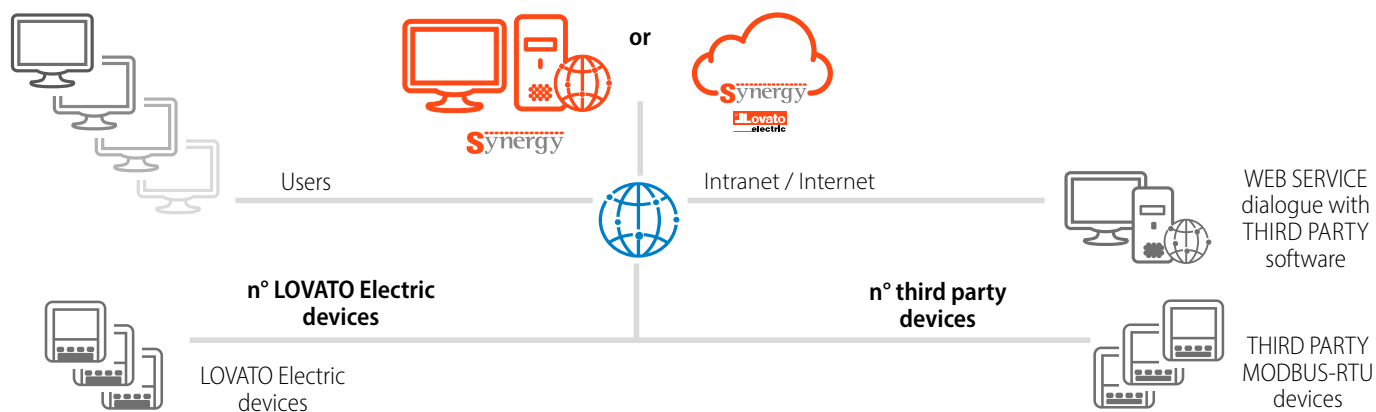 or
Synergy
Synergy
Lovato
electric
Users
Intranet / Internet
WEB SERVICE
dialogue with
THIRD PARTY
software
n° LOVATO Electric
devices
n° third party
devices
LOVATO Electric
devices
THIRD PARTY
MODBUS-RTU
devices